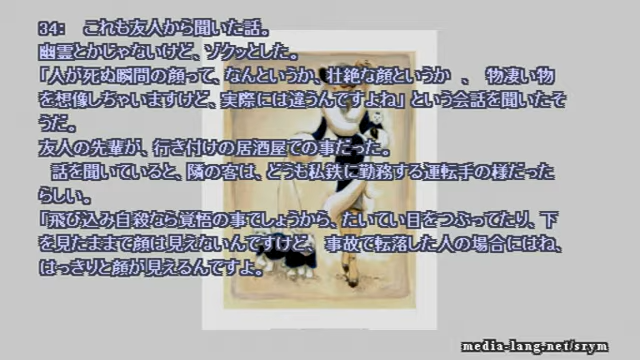 34:　これも友人から聞いた話。
幽霊とかじゃないけど、ゾクッとした。
「人が死ぬ瞬間の顔って、なんというか、壮絶な顔というか　、　物凄い物
を想像しちゃいますけど、実際には違うんですよね」という会話を聞いたそ
うだ。
友人の先輩が、行き付けの居酒屋での事だった。
　話を聞いていると、隣の客は、どうも私鉄に勤務する運転手の様だった
らしい。
「飛び込み自殺なら覚悟の事でしょうから、たいてい目をつぶってたり、下
を見たままで顔は見えないんですけど、　事故で転落した人の場合にはね、
はっきりと顔が見えるんですよ。
media-lang-net/srym